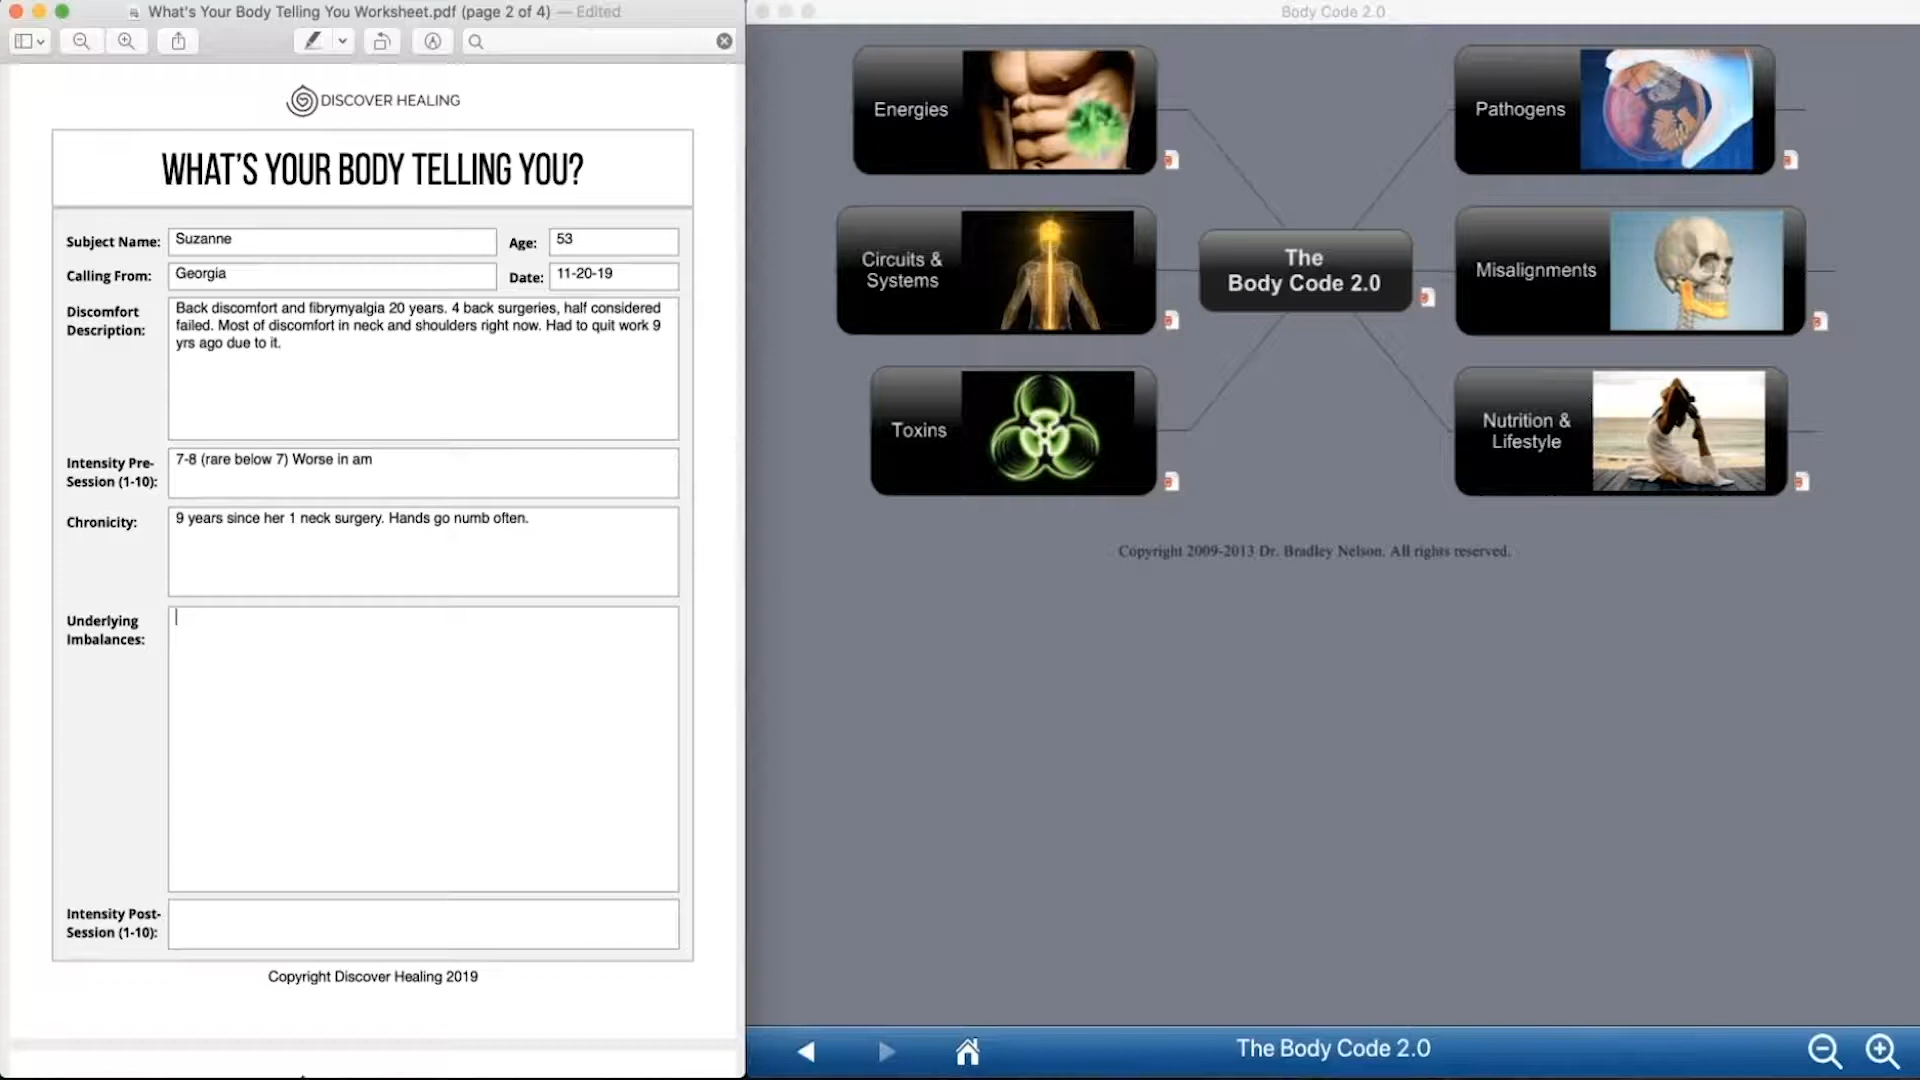 What's Your Body Telling You Worksheet.pdf (page 2 of 4) — Edited
DISCOVER HEALING
WHAT'S YOUR BODY TELLING YOU?
Subject Name: Suzanne
Age: 53
Calling From: Georgia
Date: 11-20-19
Discomfort
Description:
Back discomfort and fibrymyalgia 20 years. 4 back surgeries, half considered
failed. Most of discomfort in neck and shoulders right now. Had to quit work 9
yrs ago due to it.
Intensity Pre-
Session (1-10):
7-8 (rare below 7) Worse in am
Chronicity:
9 years since her 1 neck surgery. Hands go numb often.
Underlying
Imbalances:
Intensity Post-
Session (1-10):
Copyright Discover Healing 2019
Body Code 2.0
Energies
Circuits &
Systems
Toxins
The
Body Code 2.0
Pathogens
Misalignments
Nutrition &
Lifestyle
Copyright 2009-2013 Dr. Bradley Nelson. All rights reserved.
The Body Code 2.0